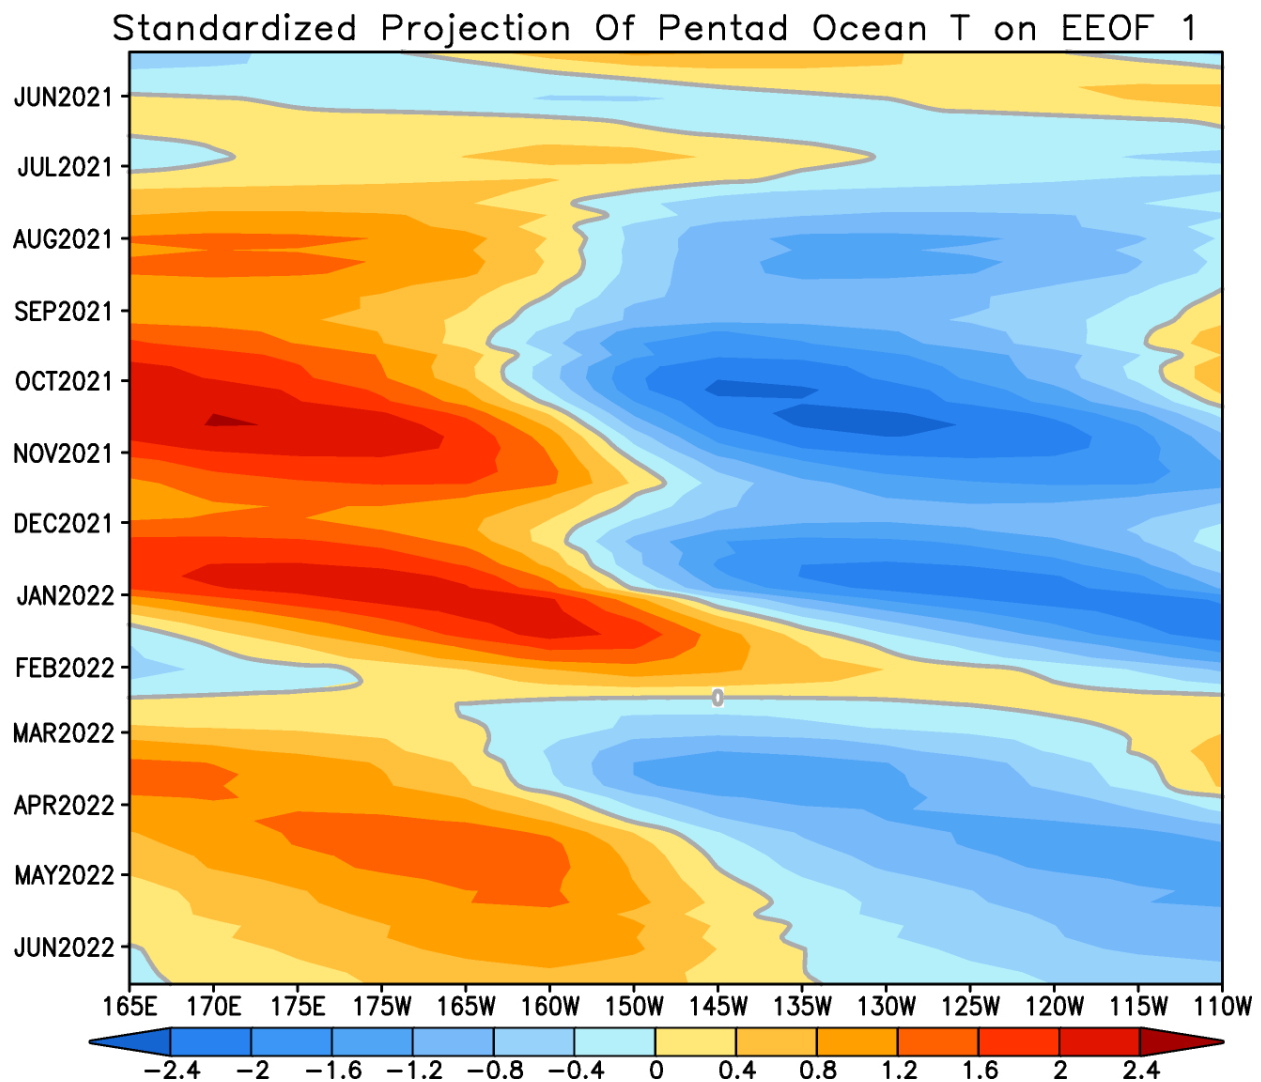 Standardized Projection Of Pentad Ocean T on EEOF 1
JUN2021
JUL2021
AUG2021
SEP2021
OCT2021
NOV2021
DEC2021
JAN2022
FEB2022
0
MAR2022
APR2022
MAY2022
JUN2022
165E 170E 175E 175W 165W 160W 150W 145W 135W 130W 125W 120W 115W 110W
−2.4 −2 −1.6 −1.2 −0.8 −0.4 0 0.4 0.8 1.2 1.6 2 2.4